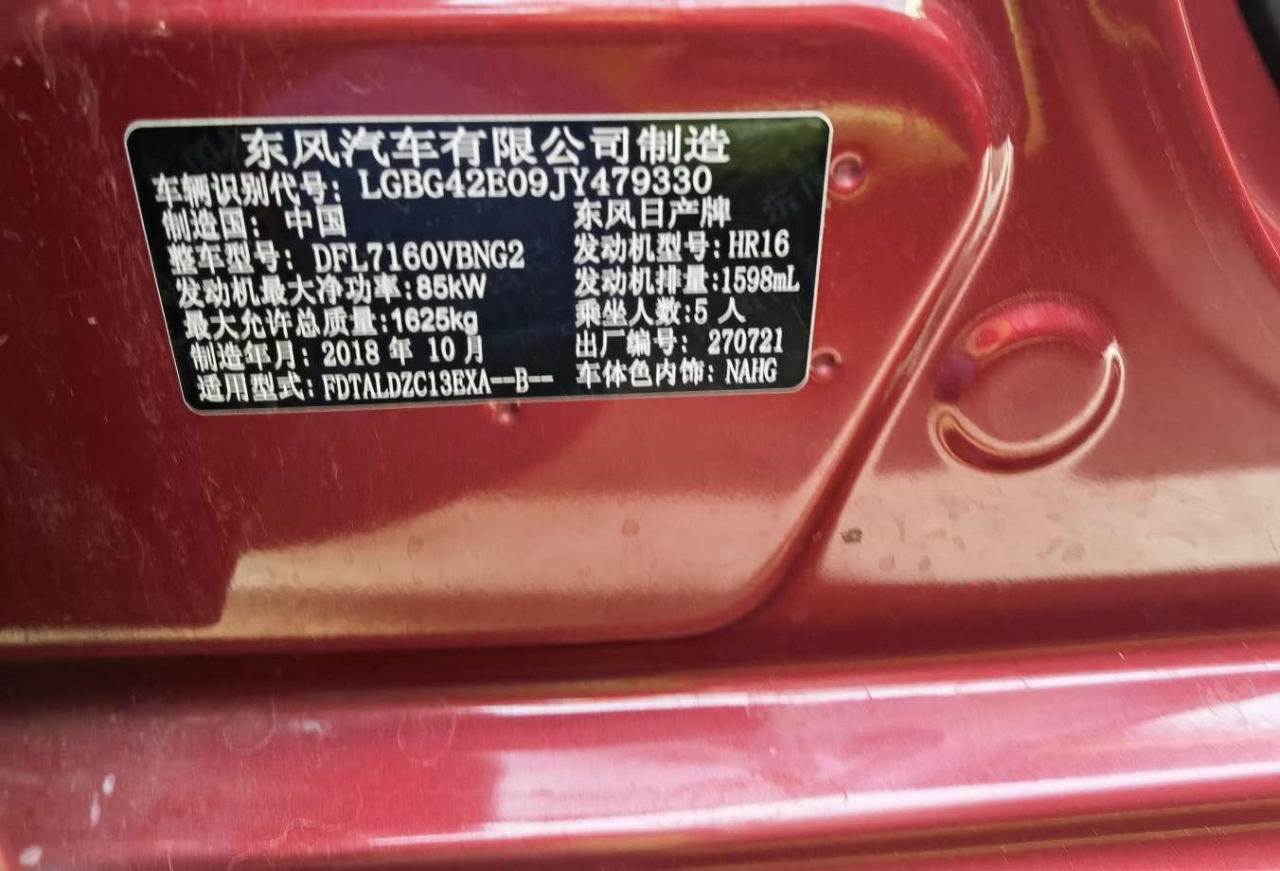 东风汽车有限公司制造
车辆识别代号: LGBG42E09JY479330
制造国: 中国 东风日产牌
整车型号: DFL7160VBNG2 发动机型号:HR16
发动机最大净功率:85kW 发动机排量:1598mL
最大允许总质量:1625kg 乘坐人数:5 人
制造年月: 2018 年 10 月 出厂编号: 270721
适用型式: FDTALDZC13EXA--B-- 车体色内饰: NAHG